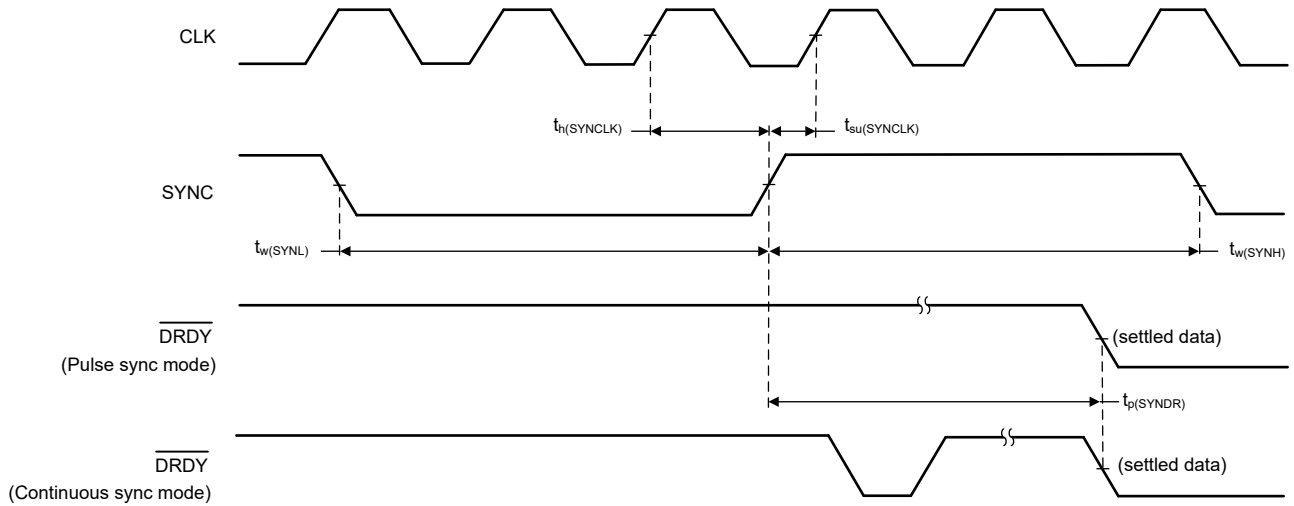 CLK
th(SYNCLK)
tsu(SYNCLK)
SYNC
tw(SYNL)
tw(SYNH)
DRDY
(settled data)
(Pulse sync mode)
tp(SYNDR)
DRDY
(settled data)
(Continuous sync mode)